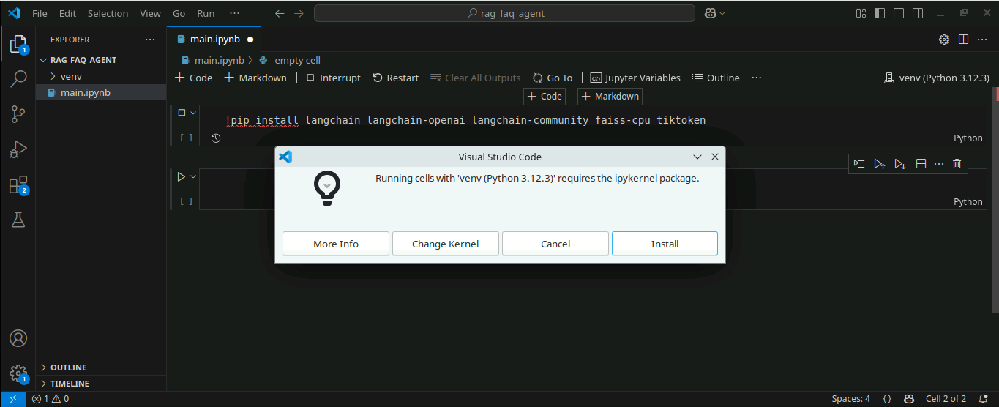 File Edit Selection View Go Run ··· rag_faq_agent
EXPLORER ···
RAG_FAQ_AGENT
venv
main.ipynb
1
2
1
OUTLINE
TIMELINE
main.ipynb
main.ipynb > empty cell
+ Code + Markdown Interrupt Restart Clear All Outputs Go To Jupyter Variables Outline ··· venv (Python 3.12.3)
+ Code + Markdown
!pip install langchain langchain-openai langchain-community faiss-cpu tiktoken
[ ] Python
[ ] Python
Visual Studio Code
Running cells with 'venv (Python 3.12.3)' requires the ipykernel package.
More Info Change Kernel Cancel Install
1 0 Spaces: 4 { } Cell 2 of 2